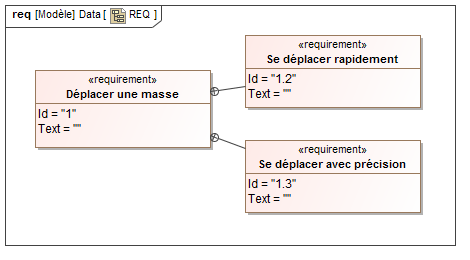 req [Modèle] Data [ REQ ]
«requirement»
Déplacer une masse
Id = "1"
Text = ""
«requirement»
Se déplacer rapidement
Id = "1.2"
Text = ""
«requirement»
Se déplacer avec précision
Id = "1.3"
Text = ""